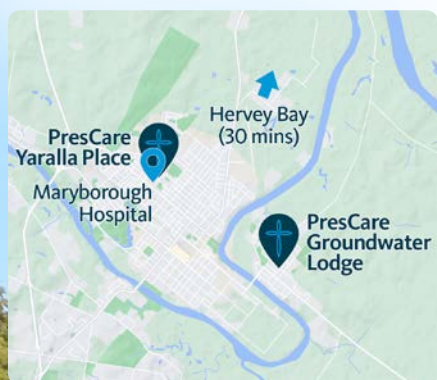 Hervey Bay
(30 mins)
PresCare
Yaralla Place
Maryborough
Hospital
PresCare
Groundwater
Lodge